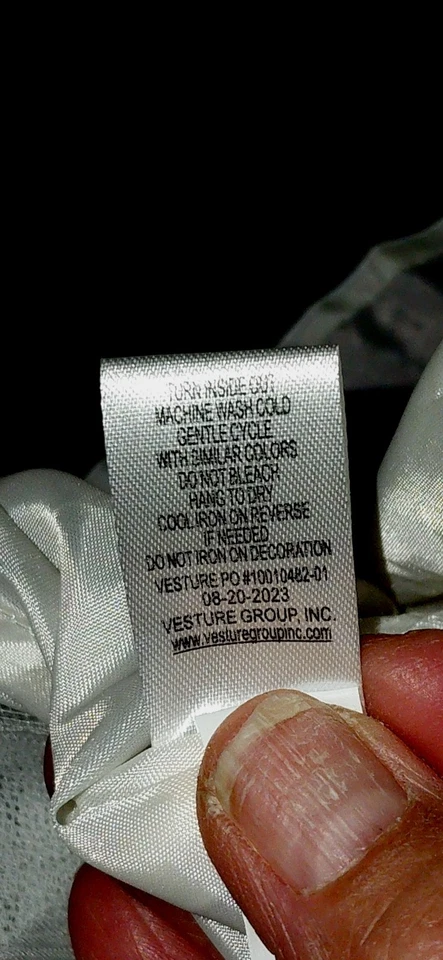 TURN INSIDE OUT
MACHINE WASH COLD
GENTLE CYCLE
WITH SIMILAR COLORS
DO NOT BLEACH
HANG TO DRY
COOL IRON ON REVERSE
IF NEEDED
DO NOT IRON ON DECORATION
VESTURE PO #10010482-01
08-20-2023
VESTURE GROUP, INC.
www.vesturegroupinc.com